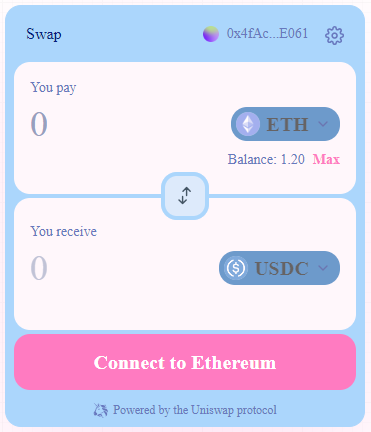 Swap
0x4fAc...E061
You pay
0
ETH
Balance: 1.20 Max
You receive
0
USDC
Connect to Ethereum
Powered by the Uniswap protocol